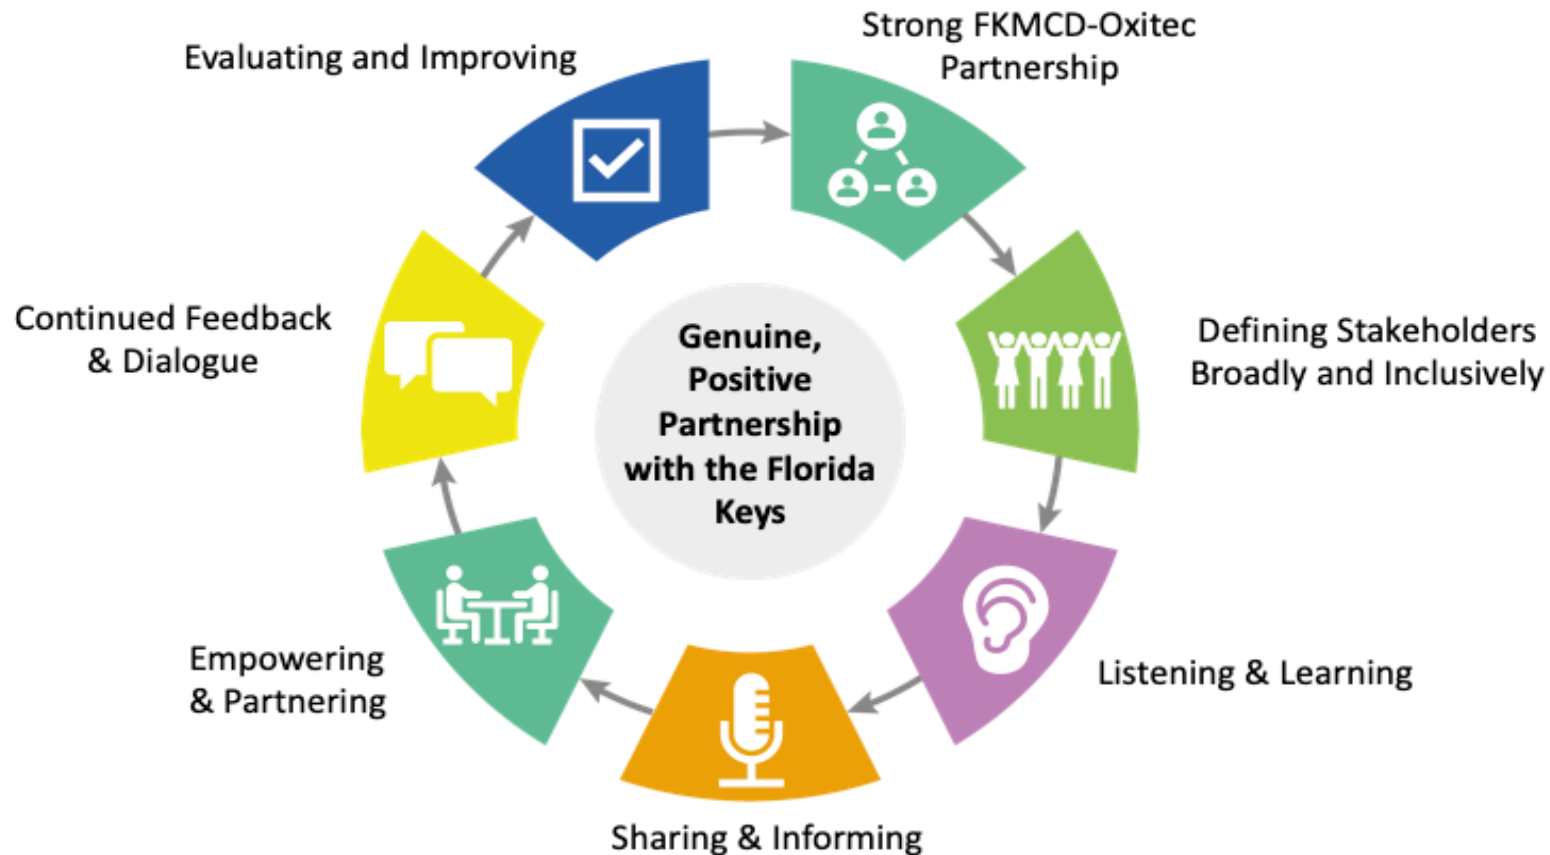 Strong FKMCD-Oxitec
Partnership
Defining Stakeholders
Broadly and Inclusively
Listening & Learning
Sharing & Informing
Empowering
& Partnering
Continued Feedback
& Dialogue
Evaluating and Improving
Genuine,
Positive
Partnership
with the Florida
Keys